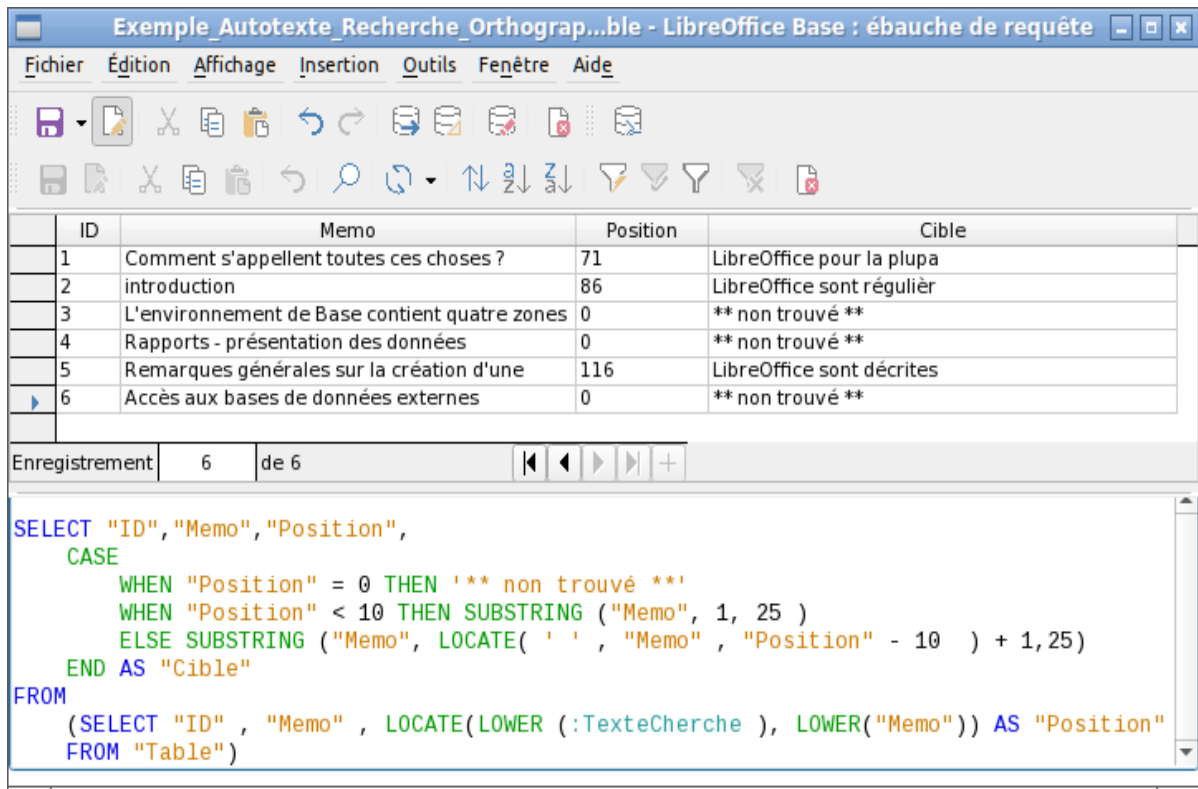 Exemple_Autotexte_Recherche_Orthograp...ble - LibreOffice Base : ébauche de requête
Fichier Édition Affichage Insertion Outils Fenêtre Aide
ID Memo Position Cible
1 Comment s'appellent toutes ces choses ? 71 LibreOffice pour la plupa
2 introduction 86 LibreOffice sont régulièr
3 L'environnement de Base contient quatre zones 0 ** non trouvé **
4 Rapports - présentation des données 0 ** non trouvé **
5 Remarques générales sur la création d'une 116 LibreOffice sont décrites
6 Accès aux bases de données externes 0 ** non trouvé **
Enregistrement 6 de 6
SELECT "ID","Memo","Position",
CASE
WHEN "Position" = 0 THEN '** non trouvé **'
WHEN "Position" < 10 THEN SUBSTRING ("Memo", 1, 25 )
ELSE SUBSTRING ("Memo", LOCATE( ' ' , "Memo" , "Position" - 10 ) + 1,25)
END AS "Cible"
FROM
(SELECT "ID" , "Memo" , LOCATE(LOWER (:TexteCherche ), LOWER("Memo")) AS "Position"
FROM "Table")